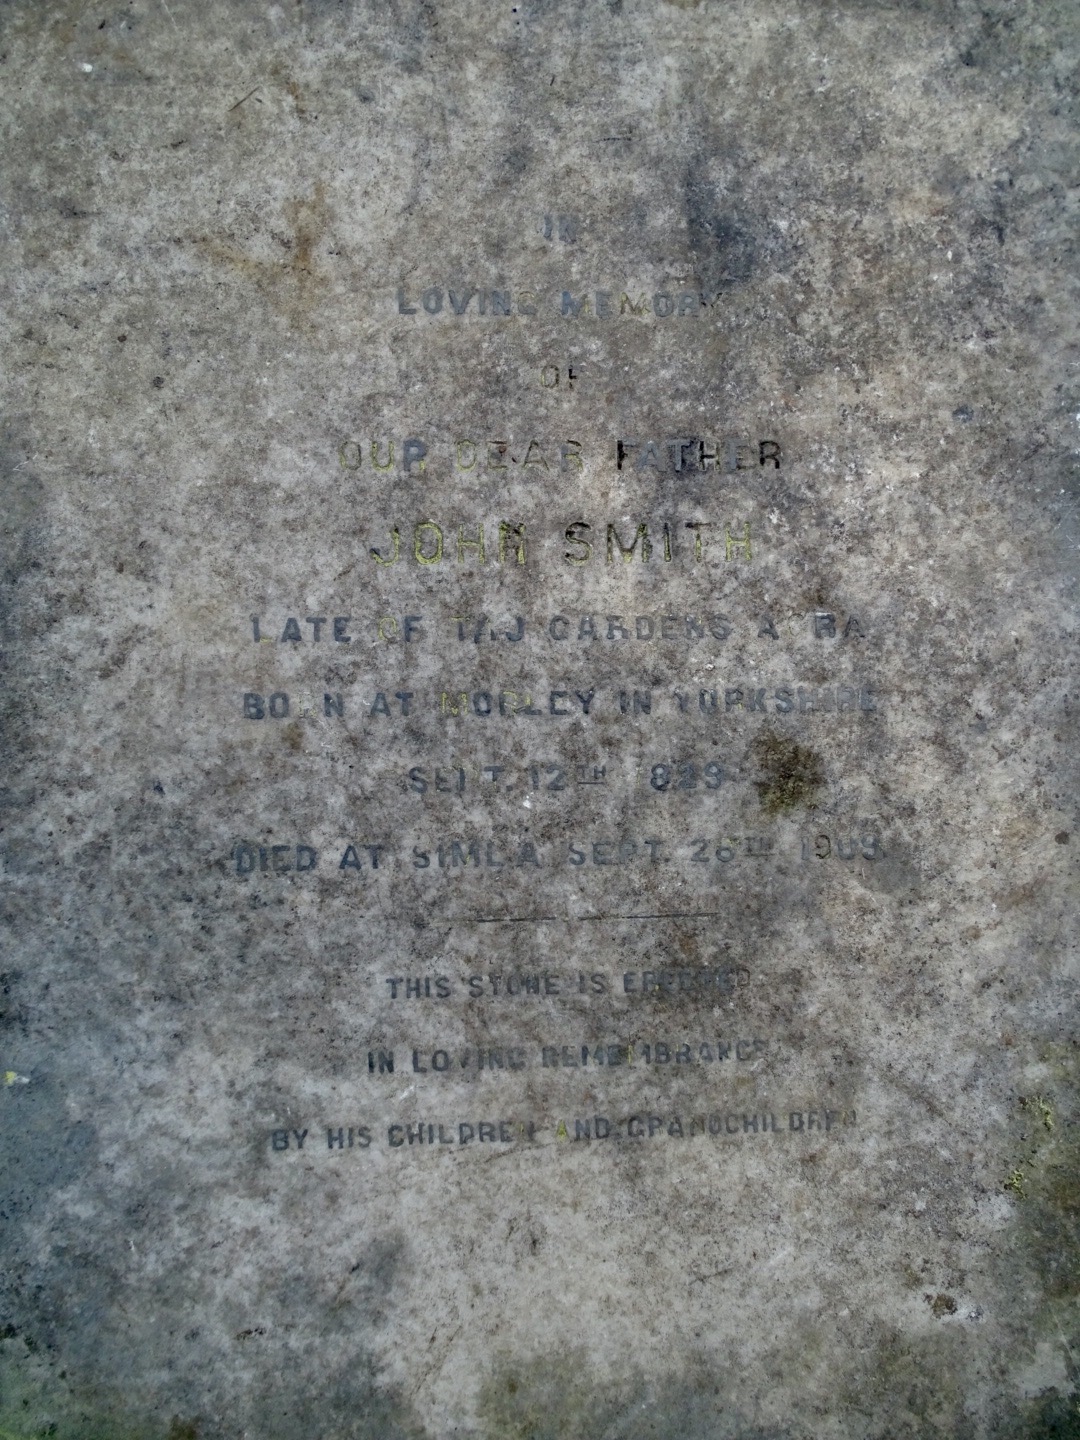 IN
LOVING MEMORY
OF
OUR DEAR FATHER
JOHN SMITH
LATE OF TAJ GARDENS AGRA
BORN AT MORLEY IN YORKSHIRE
SEPT. 12TH
DIED AT SIMLA SEPT. 26TH 1903.
THIS STONE IS ERECTED
IN LOVING REMEMBRANCE
BY HIS CHILDREN AND GRANDCHILDREN